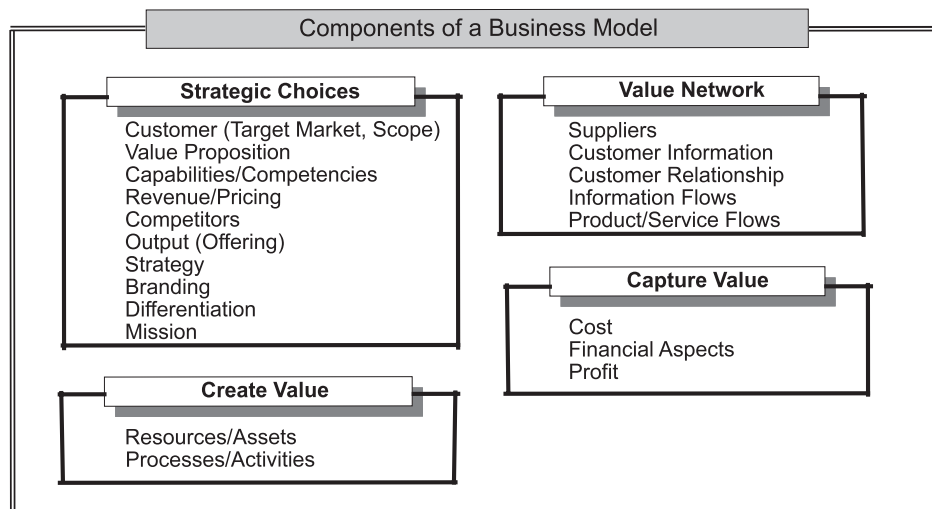 Components of a Business Model
Strategic Choices
Customer (Target Market, Scope)
Value Proposition
Capabilities/Competencies
Revenue/Pricing
Competitors
Output (Offering)
Strategy
Branding
Differentiation
Mission
Create Value
Resources/Assets
Processes/Activities
Value Network
Suppliers
Customer Information
Customer Relationship
Information Flows
Product/Service Flows
Capture Value
Cost
Financial Aspects
Profit